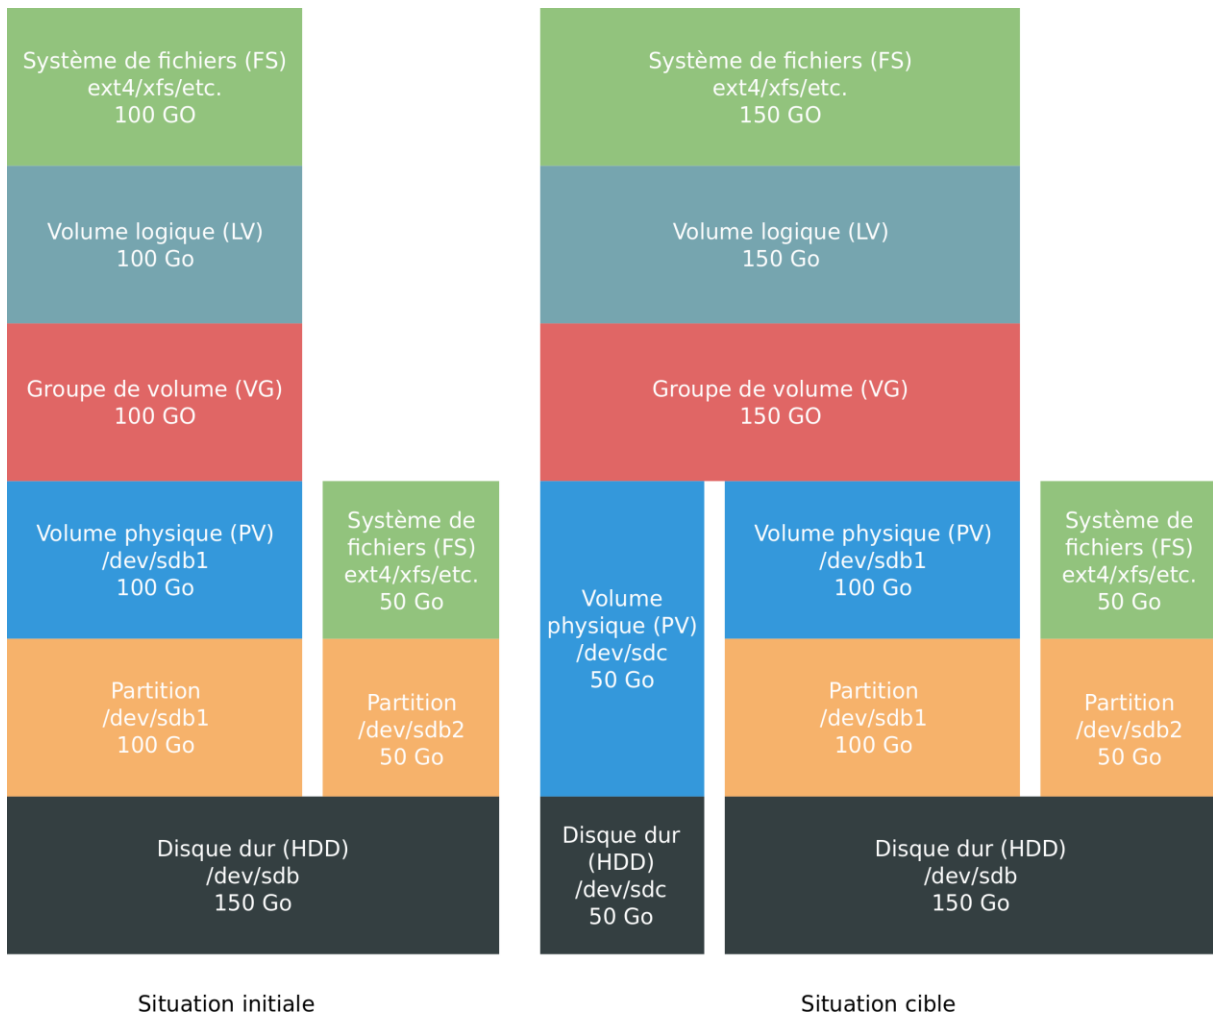 Système de fichiers (FS)
ext4/xfs/etc.
100 GO
Volume logique (LV)
100 Go
Groupe de volume (VG)
100 GO
Volume physique (PV)
/dev/sdb1
100 Go
Système de
fichiers (FS)
ext4/xfs/etc.
50 Go
Partition
/dev/sdb1
100 Go
Partition
/dev/sdb2
50 Go
Disque dur (HDD)
/dev/sdb
150 Go
Situation initiale
Système de fichiers (FS)
ext4/xfs/etc.
150 GO
Volume logique (LV)
150 Go
Groupe de volume (VG)
150 GO
Volume
physique (PV)
/dev/sdc
50 Go
Volume physique (PV)
/dev/sdb1
100 Go
Système de
fichiers (FS)
ext4/xfs/etc.
50 Go
Partition
/dev/sdb1
100 Go
Partition
/dev/sdb2
50 Go
Disque dur
(HDD)
/dev/sdc
50 Go
Disque dur (HDD)
/dev/sdb
150 Go
Situation cible